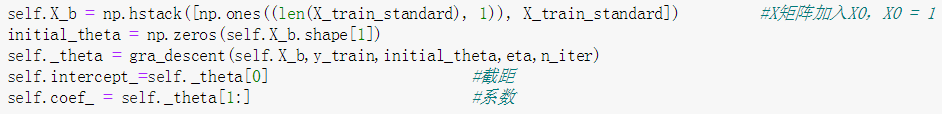 self.X_b = np.hstack([np.ones((len(X_train_standard), 1)), X_train_standard]) #X矩阵加入X0，X0 = 1
initial_theta = np.zeros(self.X_b.shape[1])
self._theta = gra_descent(self.X_b,y_train,initial_theta,eta,n_iter)
self.intercept_=self._theta[0] #截距
self.coef_ = self._theta[1:] #系数